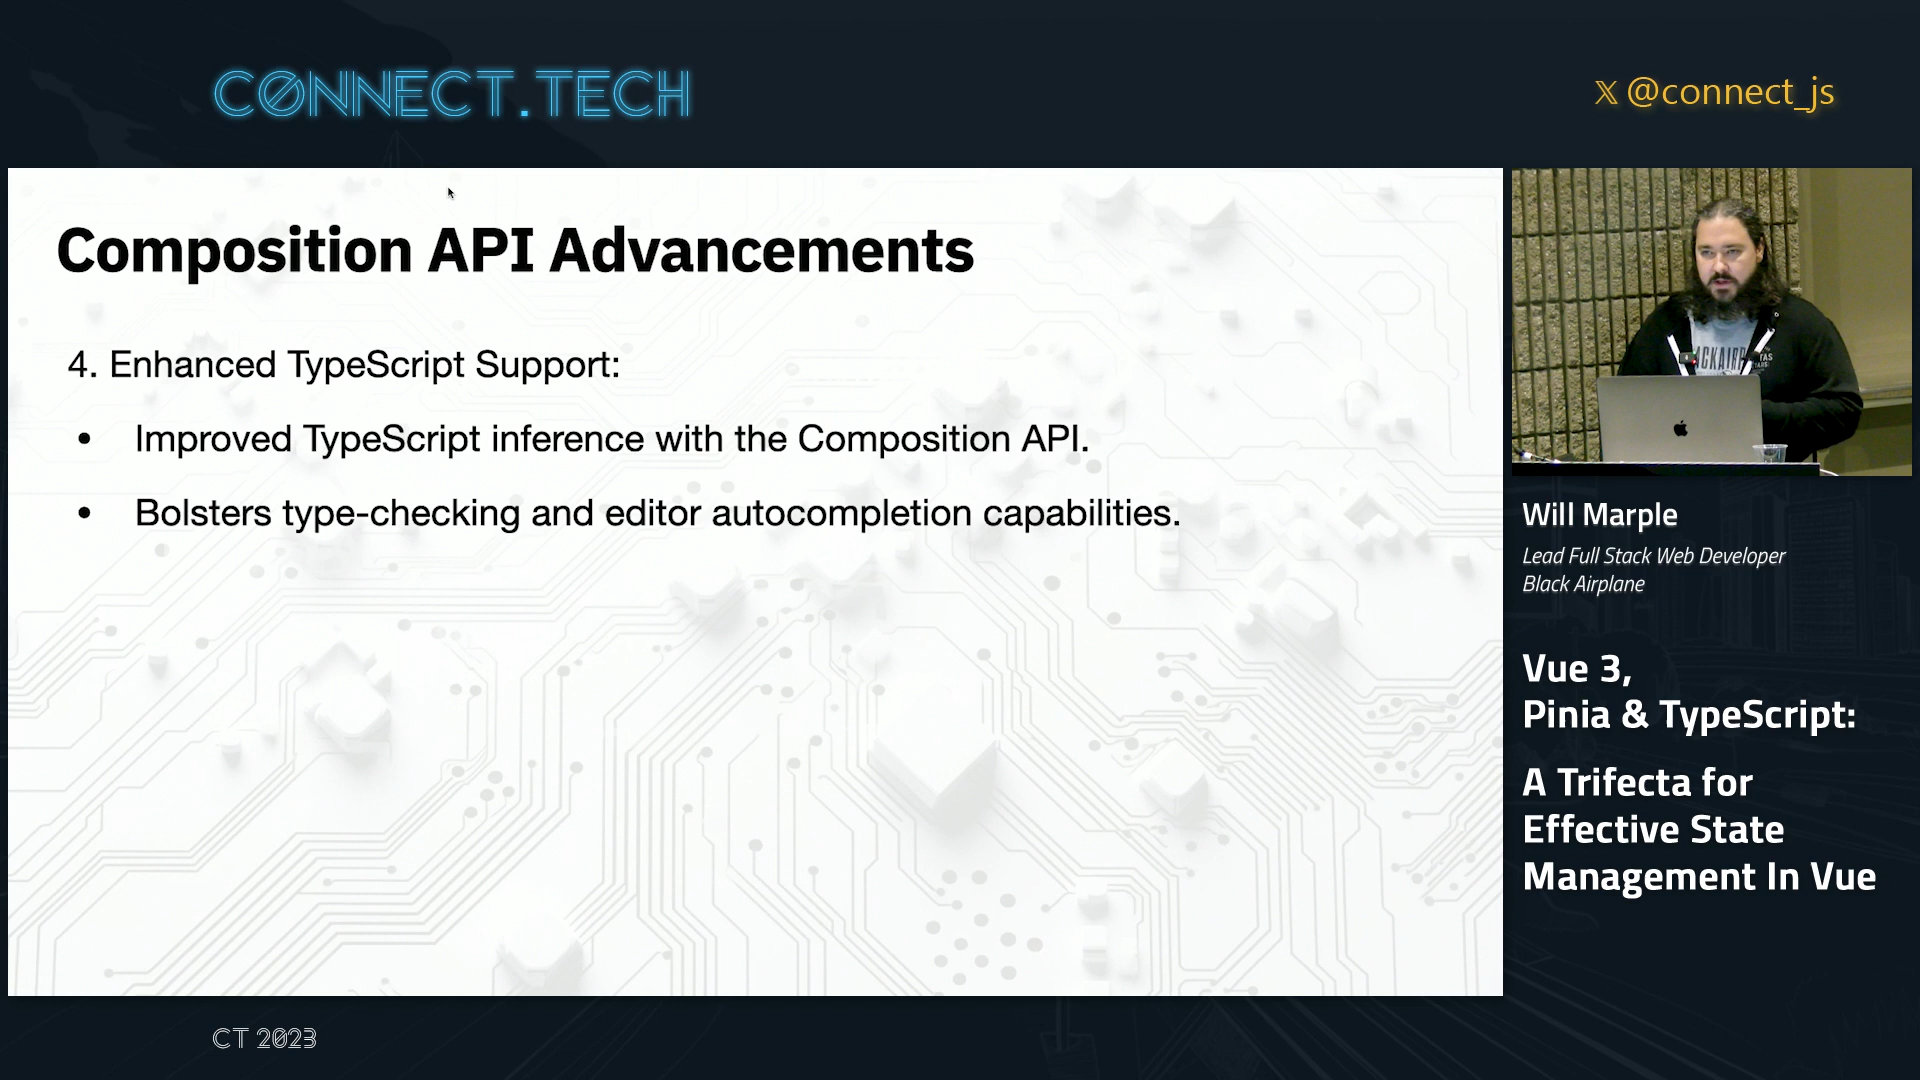 CONNECT.TECH
𝕏 @connect_js
Composition API Advancements
4. Enhanced TypeScript Support:
• Improved TypeScript inference with the Composition API.
• Bolsters type-checking and editor autocompletion capabilities.
Will Marple
Lead Full Stack Web Developer
Black Airplane
Vue 3,
Pinia & TypeScript:
A Trifecta for
Effective State
Management In Vue
CT 2023